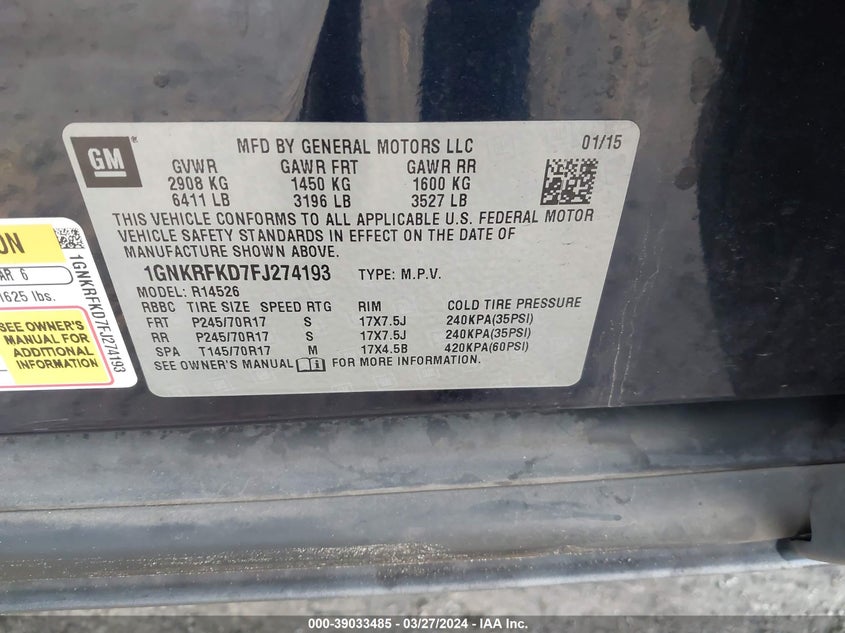 GM
MFD BY GENERAL MOTORS LLC 01/15
GVWR GAWR FRT GAWR RR
2908 KG 1450 KG 1600 KG
6411 LB 3196 LB 3527 LB
THIS VEHICLE CONFORMS TO ALL APPLICABLE U.S. FEDERAL MOTOR
VEHICLE SAFETY STANDARDS IN EFFECT ON THE DATE OF
MANUFACTURE SHOWN ABOVE.
1GNKRFKD7FJ274193 TYPE: M.P.V.
MODEL: R14526
RBBC TIRE SIZE SPEED RTG RIM COLD TIRE PRESSURE
FRT P245/70R17 S 17X7.5J 240KPA(35PSI)
RR P245/70R17 S 17X7.5J 240KPA(35PSI)
SPA T145/70R17 M 17X4.5B 420KPA(60PSI)
SEE OWNER'S MANUAL FOR MORE INFORMATION.
ON
AR 6
1625 lbs.
SEE OWNER'S
MANUAL FOR
ADDITIONAL
INFORMATION
1GNKRFKD7FJ274193
000-39033485 - 03/27/2024 - IAA Inc.